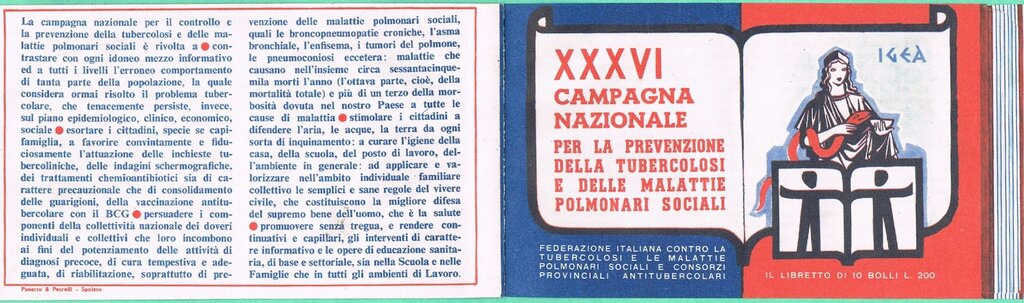 La campagna nazionale per il controllo e
la prevenzione della tubercolosi e delle ma-
lattie polmonari sociali è rivolta a ● con-
trastare con ogni idoneo mezzo informativo
ed a tutti i livelli l'erroneo comportamento
di tanta parte della popolazione, la quale
considera ormai risolto il problema tuber-
colare, che tenacemente persiste, invece,
sul piano epidemiologico, clinico, economico,
sociale ● esortare i cittadini, specie se capi-
famiglia, a favorire convintamente e fidu-
ciosamente l'attuazione delle inchieste tu-
bercoliniche, delle indagini schermografiche,
dei trattamenti chemioantibiotici sia di ca-
rattere precauzionale che di consolidamento
delle guarigioni, della vaccinazione antitu-
bercolare con il BCG ● persuadere i com-
ponenti della collettività nazionale dei doveri
individuali e collettivi che loro incombono
ai fini del potenziamento delle attività di
diagnosi precoce, di cura tempestiva e ade-
guata, di riabilitazione, soprattutto di pre-
venzione delle malattie polmonari sociali,
quali le broncopneumopatie croniche, l'asma
bronchiale, l'enfisema, i tumori del polmone,
le pneumoconiosi eccetera: malattie che
causano nell'insieme circa sessantacinque-
mila morti l'anno (l'ottava parte, cioè, della
mortalità totale) e più di un terzo della mor-
bosità dovuta nel nostro Paese a tutte le
cause di malattia ● stimolare i cittadini a
difendere l'aria, le acque, la terra da ogni
sorta di inquinamento: a curare l'igiene della
casa, della scuola, del posto di lavoro, del-
l'ambiente in generale: ad applicare e va-
lorizzare nell'ambito individuale familiare
collettivo le semplici e sane regole del vivere
civile, che costituiscono la migliore difesa
del supremo bene dell'uomo, che è la salute
● promuovere senza tregua, e rendere con-
tinuativi e capillari, gli interventi di caratte-
re informativo e le opere di educazione sanita-
ria, di base e settoriale, sia nella Scuola e nelle
Famiglie che in tutti gli ambienti di Lavoro.
Panetto & Petrelli - Spoleto
XXXVI
CAMPAGNA
NAZIONALE
PER LA PREVENZIONE
DELLA TUBERCOLOSI
E DELLE MALATTIE
POLMONARI SOCIALI
IGEA
FEDERAZIONE ITALIANA CONTRO LA
TUBERCOLOSI E LE MALATTIE
POLMONARI SOCIALI E CONSORZI
PROVINCIALI ANTITUBERCOLARI
IL LIBRETTO DI 10 BOLLI L. 200